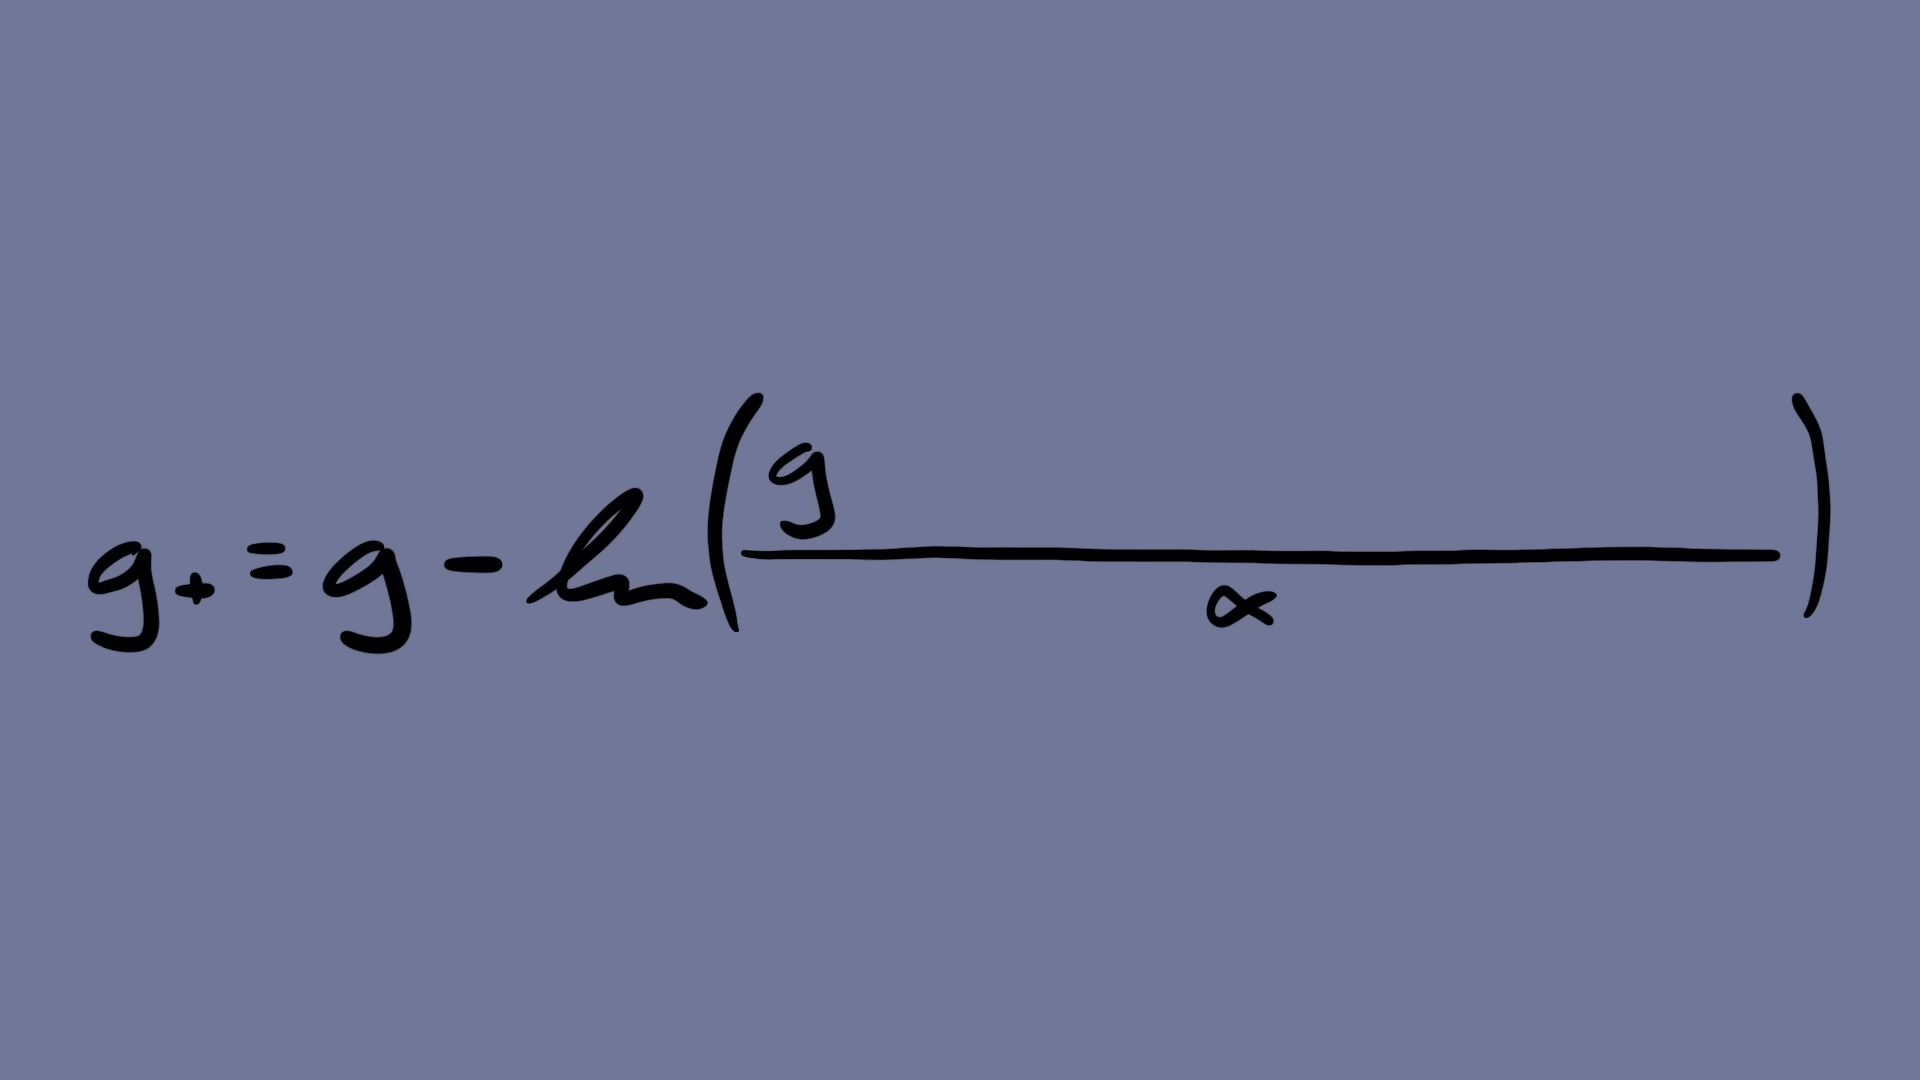 g₊ = g - ln(g/α)